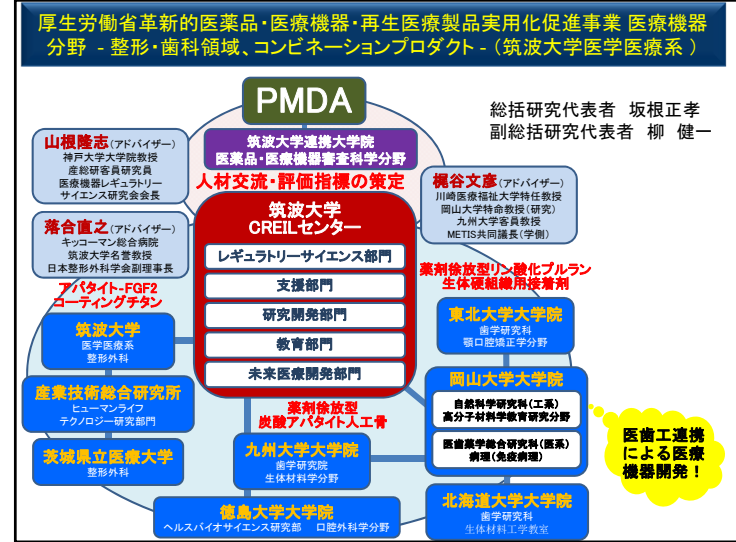 厚生労働省革新的医薬品・医療機器・再生医療製品実用化促進事業 医療機器
分野 - 整形・歯科領域、コンビネーションプロダクト - （筑波大学医学医療系 ）
PMDA
筑波大学連携大学院
医薬品・医療機器審査科学分野
総括研究代表者 坂根正孝
副総括研究代表者 柳 健一
山根隆志(アドバイザー)
神戸大学大学院教授
産総研客員研究員
医療機器レギュラトリー
サイエンス研究会会長
人材交流・評価指標の策定
梶谷文彦(アドバイザー)
川崎医療福祉大学特任教授
岡山大学特命教授(研究)
九州大学客員教授
METIS共同議長(学側)
落合直之(アドバイザー)
キッコーマン総合病院
筑波大学名誉教授
日本整形外科学会副理事長
筑波大学
CREILセンター
レギュラトリーサイエンス部門
支援部門
研究開発部門
教育部門
未来医療開発部門
アパタイト-FGF2
コーティングチタン
筑波大学
医学医療系
整形外科
産業技術総合研究所
ヒューマンライフ
テクノロジー研究部門
茨城県立医療大学
整形外科
薬剤徐放型リン酸化プルラン
生体硬組織用接着剤
東北大学大学院
歯学研究科
顎口腔矯正学分野
岡山大学大学院
自然科学研究科(工系)
高分子材料学教育研究分野
医歯薬学総合研究科(医系)
病理(免疫病理)
薬剤徐放型
炭酸アパタイト人工骨
九州大学大学院
歯学研究院
生体材料学分野
徳島大学大学院
ヘルスバイオサイエンス研究部 口腔外科学分野
北海道大学大学院
歯学研究科
生体材料工学教室
医歯工連携
による医療
機器開発！